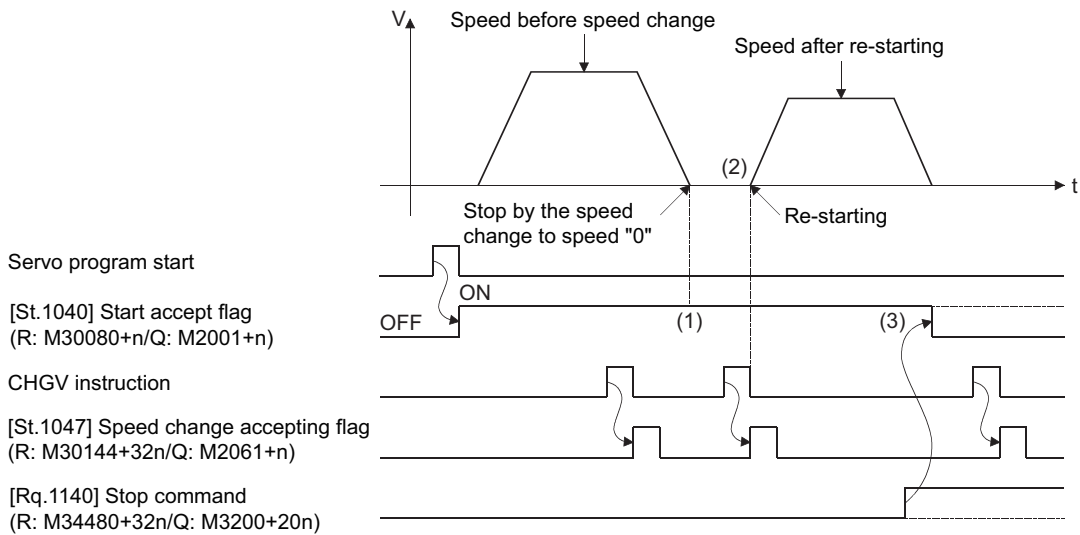 V
Speed before speed change
Speed after re-starting
(2)
t
Stop by the speed
change to speed "0"
Re-starting
Servo program start
ON
[St.1040] Start accept flag
(R: M30080+n/Q: M2001+n)
OFF
(1)
(3)
CHGV instruction
[St.1047] Speed change accepting flag
(R: M30144+32n/Q: M2061+n)
[Rq.1140] Stop command
(R: M34480+32n/Q: M3200+20n)